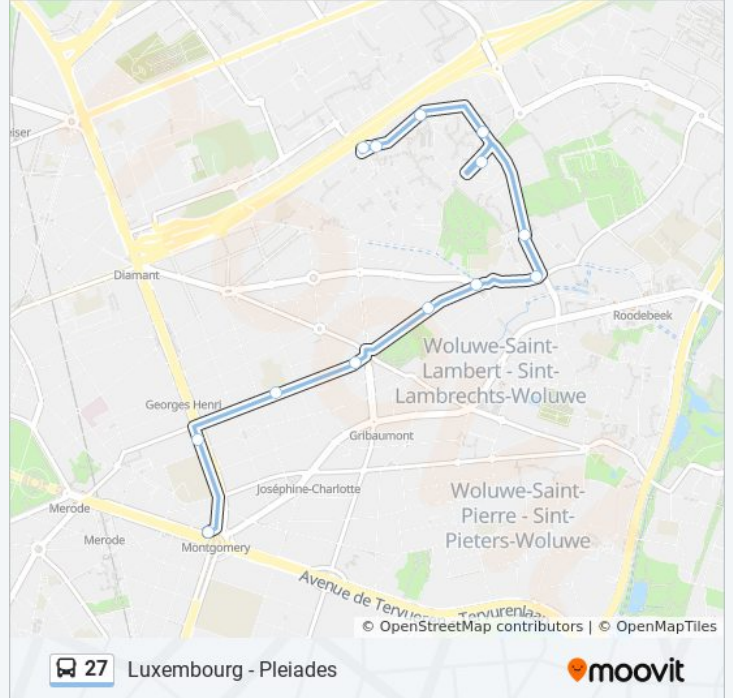 eiser
Diamant
Roodebeek
Woluwe-Saint-
Lambert - Sint-
Lambrechts-Woluwe
Georges Henri
Gribaumont
Joséphine-Charlotte
Woluwe-Saint-
Pierre - Sint-
Pieters-Woluwe
Merode
Merode
Montgomery
Avenue de Tervueren - Tervurenlaan
© OpenStreetMap contributors | © OpenMapTiles
27 Luxembourg - Pleiades
moovit